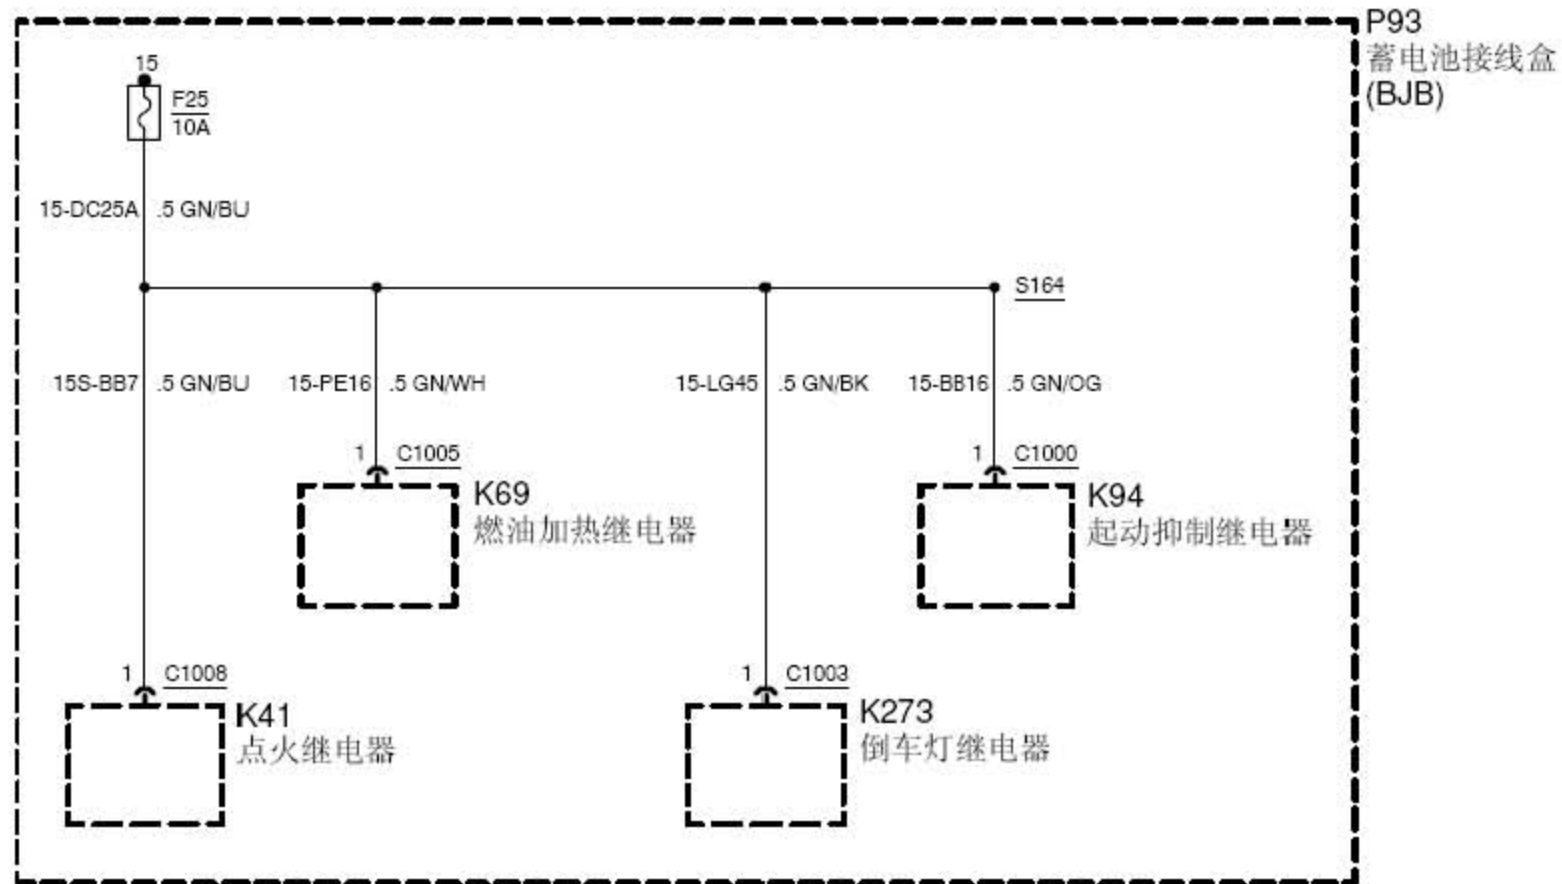 P93
蓄电池接线盒
(BJB)
15
F25
10A
15-DC25A .5 GN/BU
S164
15S-BB7 .5 GN/BU 15-PE16 .5 GN/WH 15-LG45 .5 GN/BK 15-BB16 .5 GN/OG
1 C1005 1 C1000
K69 K94
燃油加热继电器 起动抑制继电器
1 C1008 1 C1003
K41 K273
点火继电器 倒车灯继电器